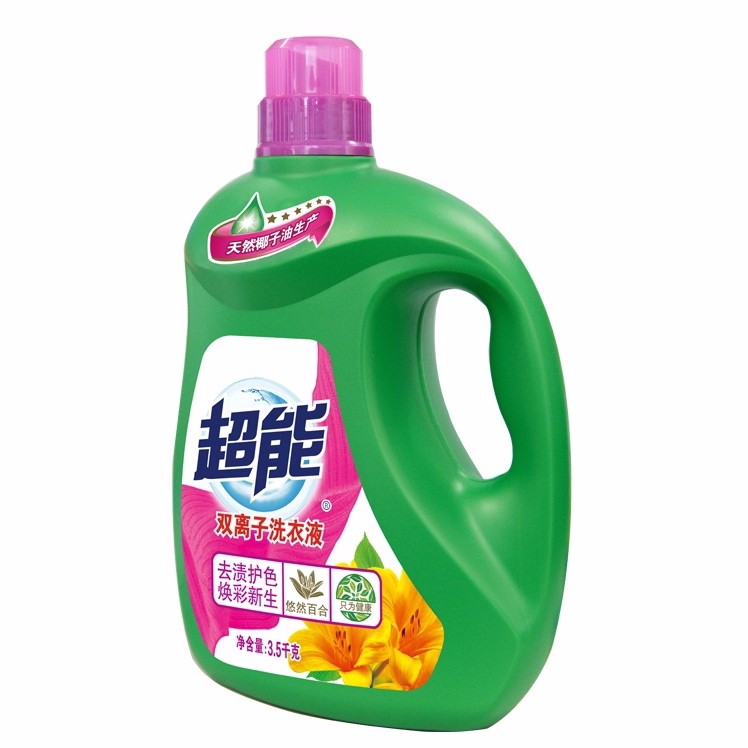 天然椰子油生产
超能
®
双离子洗衣液
去渍护色
焕彩新生
悠然百合
只为健康
净含量:3.5千克